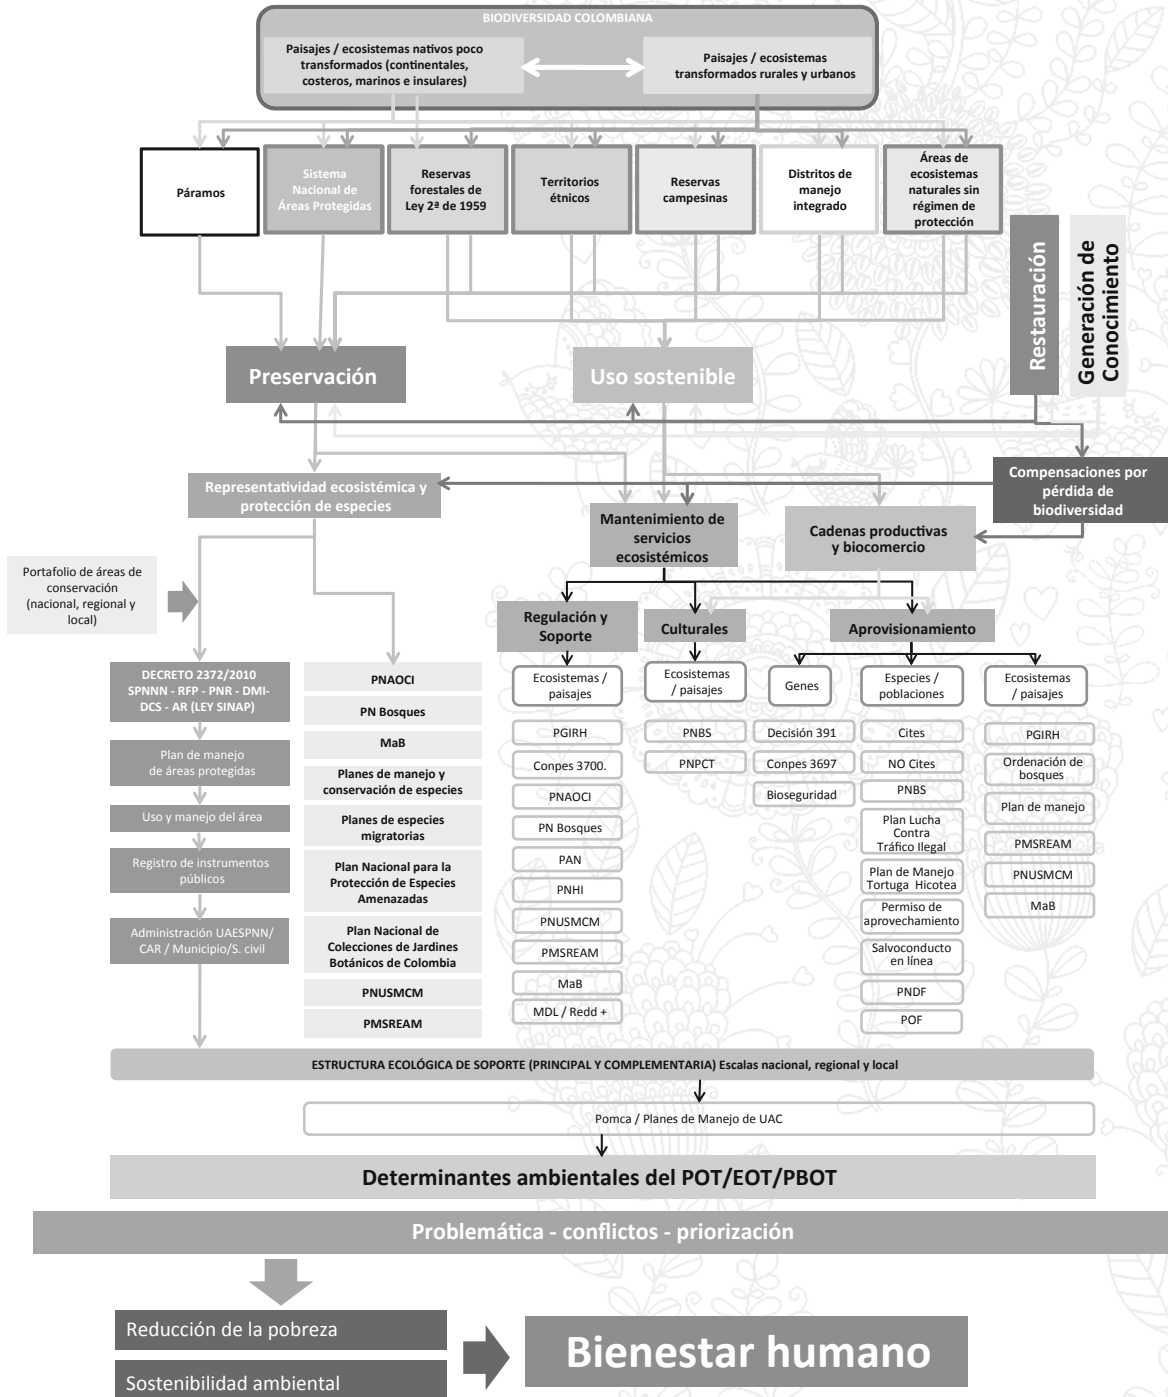 BIODIVERSIDAD COLOMBIANA
Paisajes / ecosistemas nativos poco
transformados (continentales,
costeros, marinos e insulares)
Paisajes / ecosistemas
transformados rurales y urbanos
Páramos
Sistema
Nacional de
Áreas Protegidas
Reservas
forestales de
Ley 2ª de 1959
Territorios
étnicos
Reservas
campesinas
Distritos de
manejo
integrado
Áreas de
ecosistemas
naturales sin
régimen de
protección
Restauración
Generación de
Conocimiento
Preservación
Uso sostenible
Representatividad ecosistémica y
protección de especies
Mantenimiento de
servicios
ecosistémicos
Cadenas productivas
y biocomercio
Compensaciones por
pérdida de
biodiversidad
Portafolio de áreas de
conservación
(nacional, regional y
local)
Regulación y
Soporte
Culturales
Aprovisionamiento
DECRETO 2372/2010
SPNNN - RFP - PNR - DMI-
DCS - AR (LEY SINAP)
Plan de manejo
de áreas protegidas
Uso y manejo del área
Registro de instrumentos
públicos
Administración UAESPNN/
CAR / Municipio/S. civil
PNAOCI
PN Bosques
MaB
Planes de manejo y
conservación de especies
Planes de especies
migratorias
Plan Nacional para la
Protección de Especies
Amenazadas
Plan Nacional de
Colecciones de Jardines
Botánicos de Colombia
PNUSMCM
PMSREAM
Ecosistemas /
paisajes
PGIRH
Conpes 3700.
PNAOCI
PN Bosques
PAN
PNHI
PNUSMCM
PMSREAM
MaB
MDL / Redd +
Ecosistemas
/ paisajes
PNBS
PNPCT
Genes
Decisión 391
Conpes 3697
Bioseguridad
Especies /
poblaciones
Cites
NO Cites
PNBS
Plan Lucha
Contra
Tráfico Ilegal
Plan de Manejo
Tortuga Hicotea
Permiso de
aprovechamiento
Salvoconducto
en línea
PNDF
POF
Ecosistemas
/ paisajes
PGIRH
Ordenación de
bosques
Plan de manejo
PMSREAM
PNUSMCM
MaB
ESTRUCTURA ECOLÓGICA DE SOPORTE (PRINCIPAL Y COMPLEMENTARIA) Escalas nacional, regional y local
Pomca / Planes de Manejo de UAC
Determinantes ambientales del POT/EOT/PBOT
Problemática - conflictos - priorización
Reducción de la pobreza
Sostenibilidad ambiental
Bienestar humano